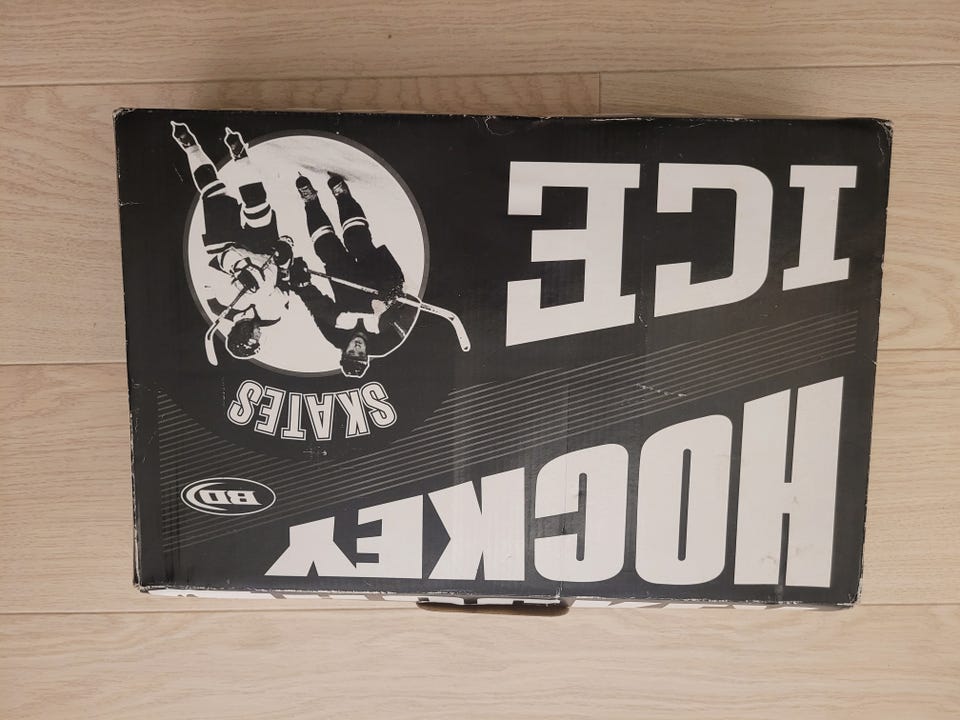 HOCKEY
BD
SKATES
ICE